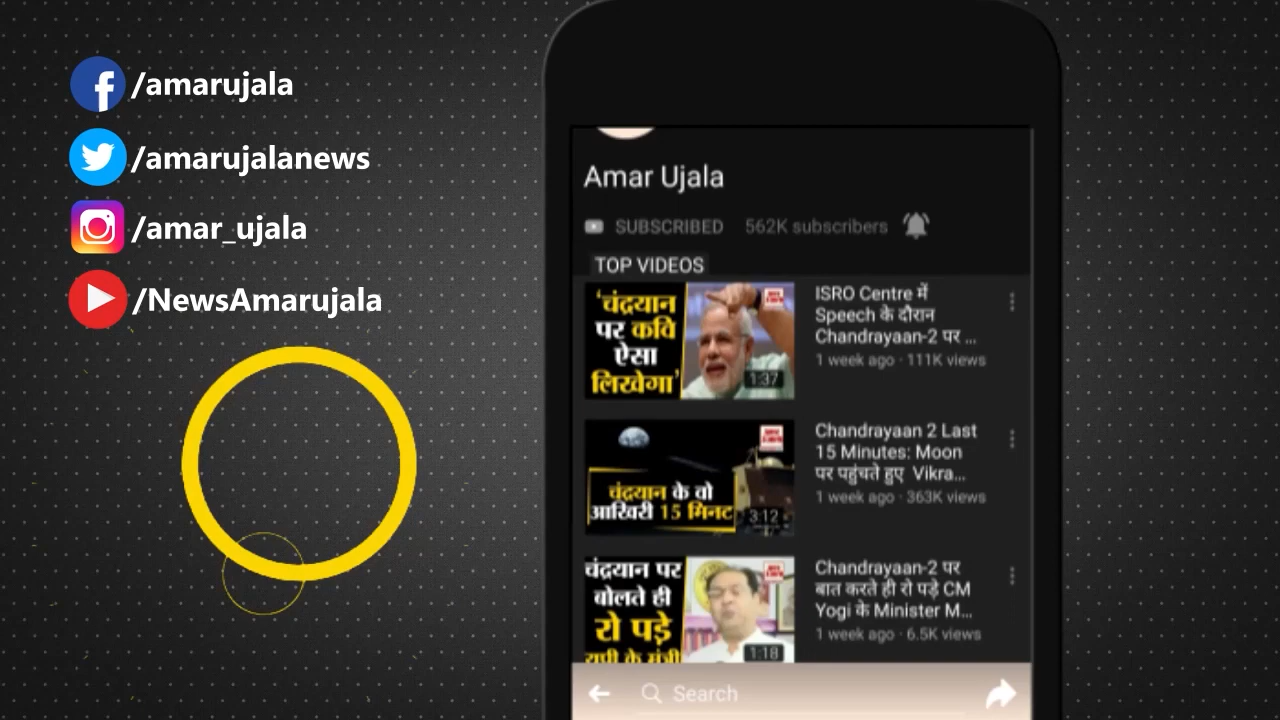 /amarujala
/amarujalanews
/amar_ujala
/NewsAmarujala
Amar Ujala
SUBSCRIBED 562K subscribers
TOP VIDEOS
'चंद्रयान
पर कवि
ऐसा
लिखेगा'
1:37
ISRO Centre में
Speech के दौरान
Chandrayaan-2 पर ...
1 week ago · 111K views
चंद्रयान के वो
आखिरी 15 मिनट
3:12
Chandrayaan 2 Last
15 Minutes: Moon
पर पहुंचते हुए Vikra...
1 week ago · 363K views
चंद्रयान पर
बोलते ही
रो पड़े
यूपी के मंत्री
1:18
Chandrayaan-2 पर
बात करते ही रो पड़े CM
Yogi के Minister M...
1 week ago · 6.5K views
Search